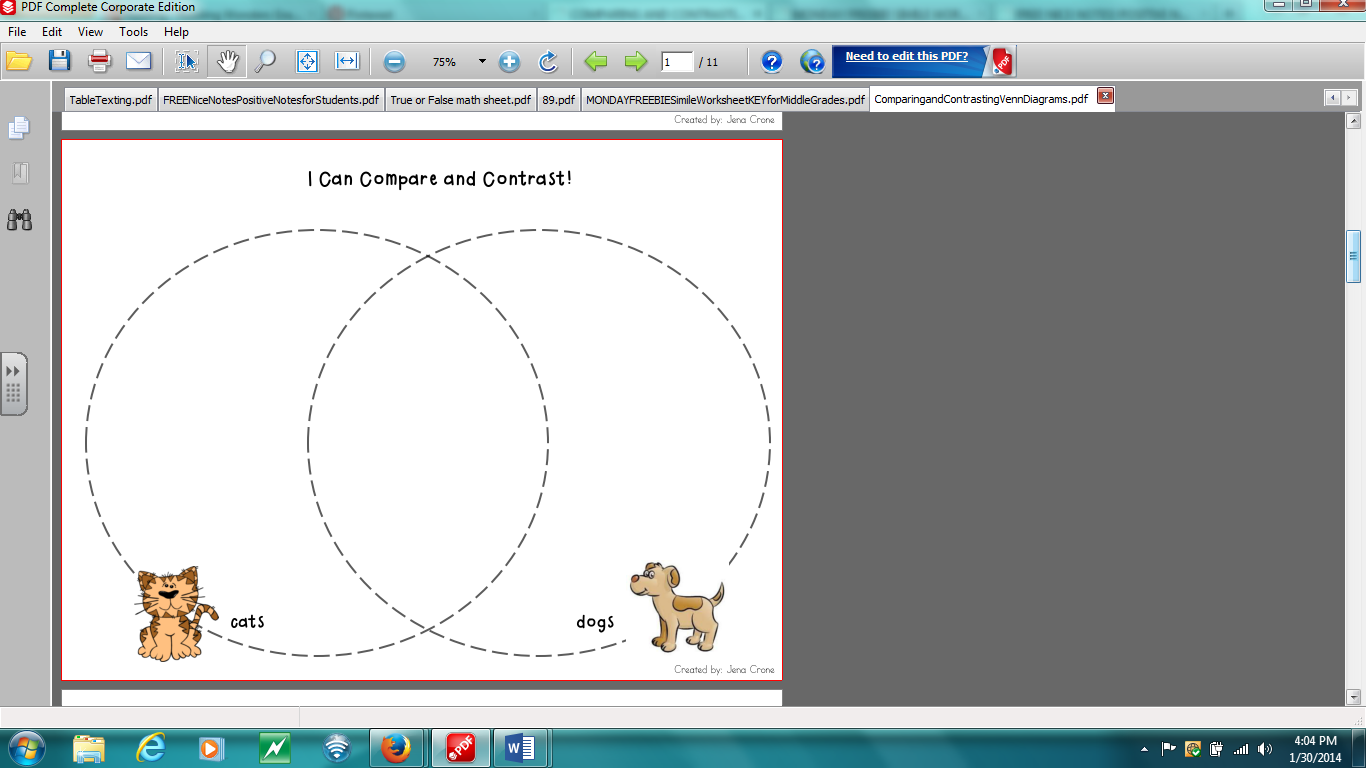 PDF Complete Corporate Edition
File Edit View Tools Help
75% 1 / 11 Need to edit this PDF? PDF
TableTexting.pdf FREENiceNotesPositiveNotesforStudents.pdf True or False math sheet.pdf 89.pdf MONDAYFREEBIESimileWorksheetKEYforMiddleGrades.pdf ComparingandContrastingVennDiagrams.pdf
Created by: Jena Crone
I Can Compare and Contrast!
cats
dogs
Created by: Jena Crone
PDF
4:04 PM
1/30/2014